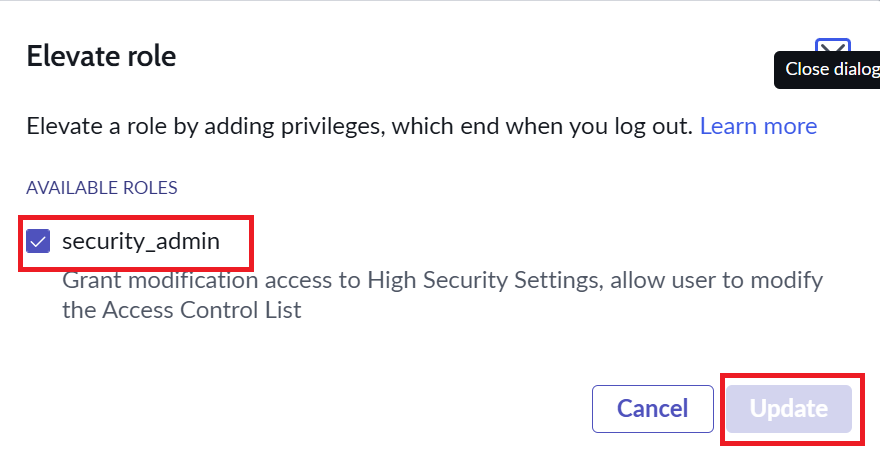 Elevate role
Close dialog
Elevate a role by adding privileges, which end when you log out. Learn more
AVAILABLE ROLES
security_admin
Grant modification access to High Security Settings, allow user to modify
the Access Control List
Cancel
Update